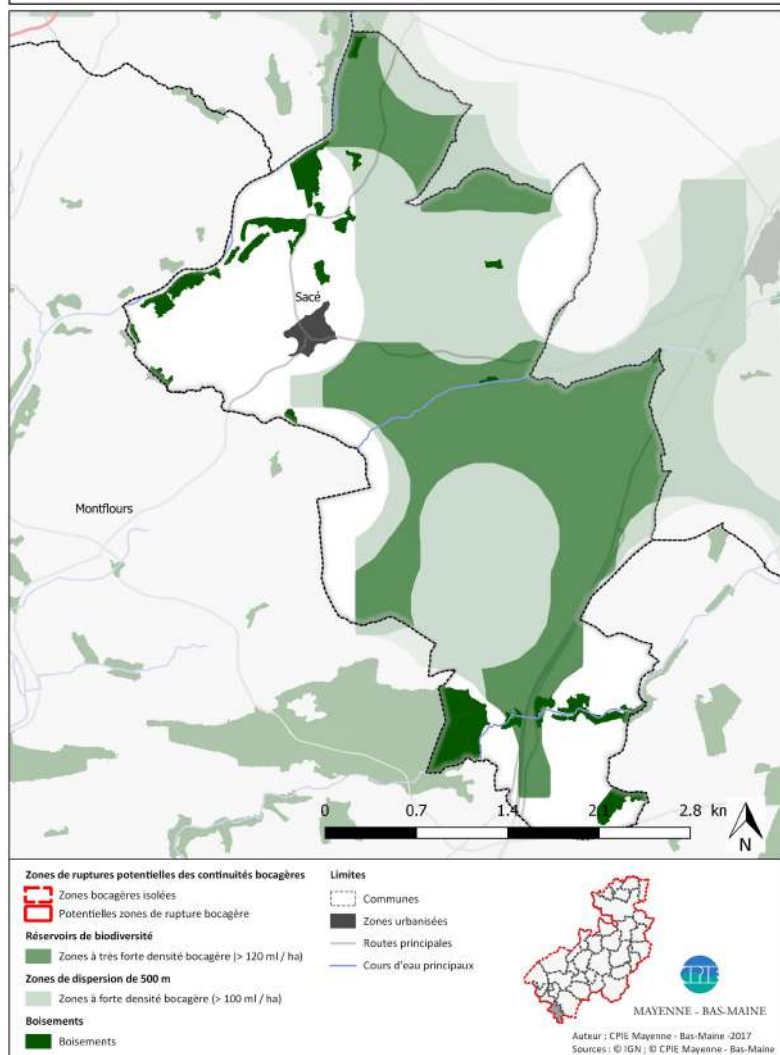 Sacé
Montflours
0 0.7 1.4 2.1 2.8 kn
N
Zones de ruptures potentielles des continuités bocagères
Zones bocagères isolées
Potentielles zones de rupture bocagère
Réservoirs de biodiversité
Zones à très forte densité bocagère (> 120 ml / ha)
Zones de dispersion de 500 m
Zones à forte densité bocagère (> 100 ml / ha)
Boisements
Boisements
Limites
Communes
Zones urbanisées
Routes principales
Cours d'eau principaux
CPIE
MAYENNE - BAS-MAINE
Auteur : CPIE Mayenne - Bas-Maine -2017
Sources : © IGN ; © CPIE Mayenne - Bas-Maine